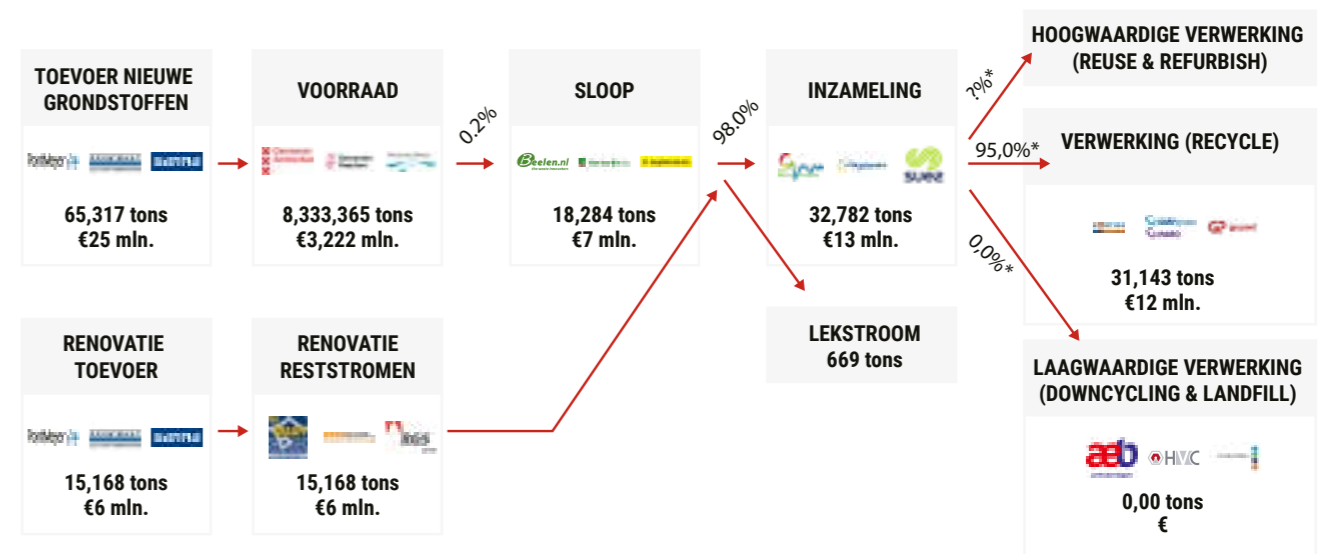 TOEVOER NIEUWE
GRONDSTOFFEN
65,317 tons
€25 mln.
VOORRAAD
8,333,365 tons
€3,222 mln.
0.2%
SLOOP
Beelen.nl
18,284 tons
€7 mln.
98.0%
INZAMELING
suez
32,782 tons
€13 mln.
?%*
HOOGWAARDIGE VERWERKING
(REUSE & REFURBISH)
95,0%*
VERWERKING (RECYCLE)
31,143 tons
€12 mln.
0,0%*
LAAGWAARDIGE VERWERKING
(DOWNCYCLING & LANDFILL)
aeb
HVC
0,00 tons
€
LEKSTROOM
669 tons
RENOVATIE
TOEVOER
15,168 tons
€6 mln.
RENOVATIE
RESTSTROMEN
15,168 tons
€6 mln.